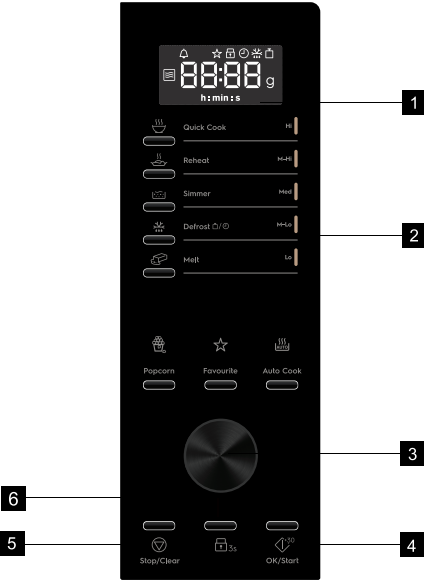 88:88 g
h:min:s
1
Quick Cook Hi
Reheat M-Hi
Simmer Med
Defrost / M-Lo
2
Melt Lo
AUTO
Popcorn Favourite Auto Cook
3
6
5
3s
30
4
Stop/Clear OK/Start